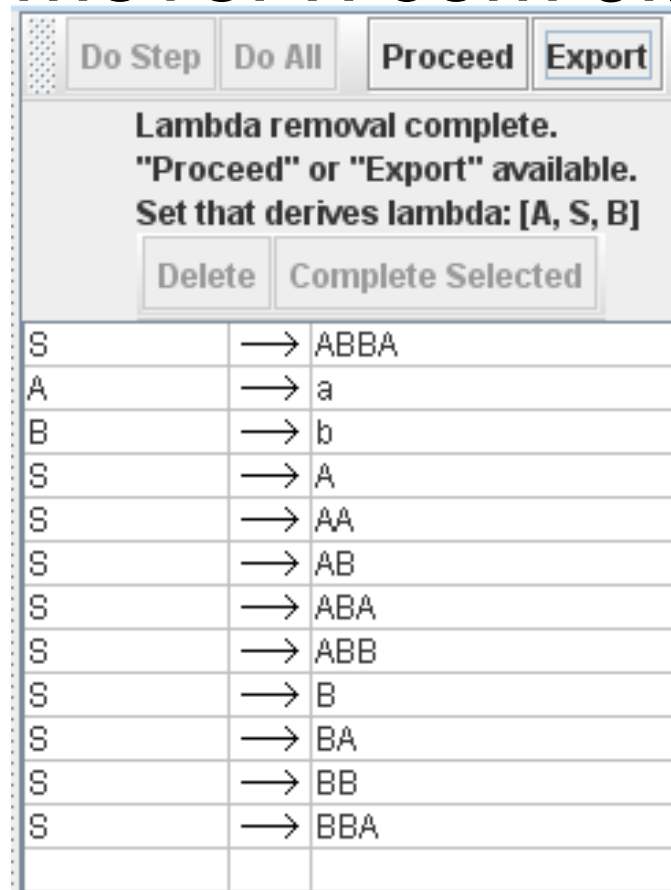 Do Step Do All Proceed Export
Lambda removal complete.
"Proceed" or "Export" available.
Set that derives lambda: [A, S, B]
Delete Complete Selected
S → ABBA
A → a
B → b
S → A
S → AA
S → AB
S → ABA
S → ABB
S → B
S → BA
S → BB
S → BBA